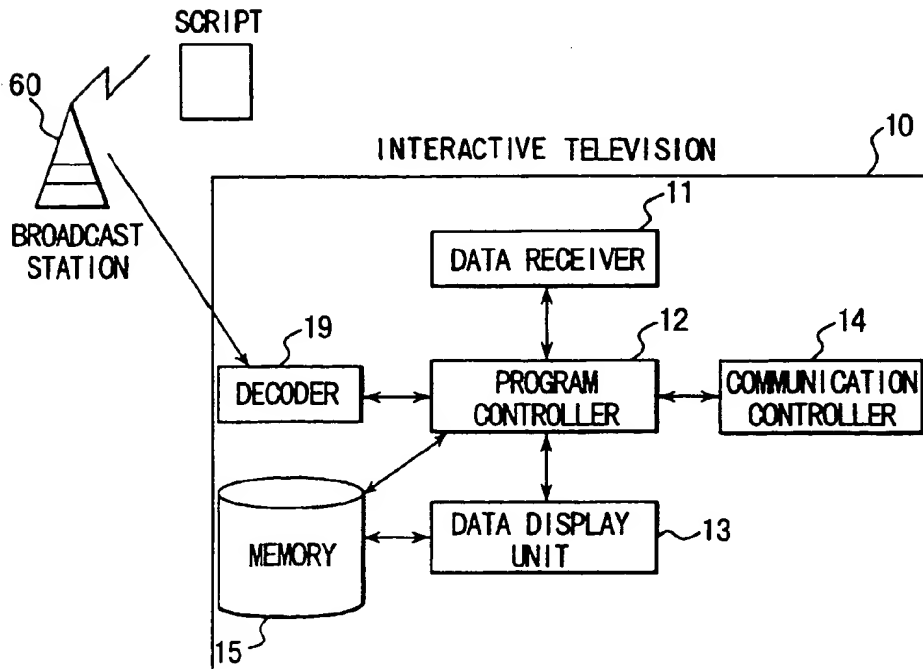 SCRIPT
60
INTERACTIVE TELEVISION
10
BROADCAST
STATION
11
DATA RECEIVER
19
12
14
DECODER
PROGRAM
CONTROLLER
COMMUNICATION
CONTROLLER
MEMORY
DATA DISPLAY
UNIT
13
15